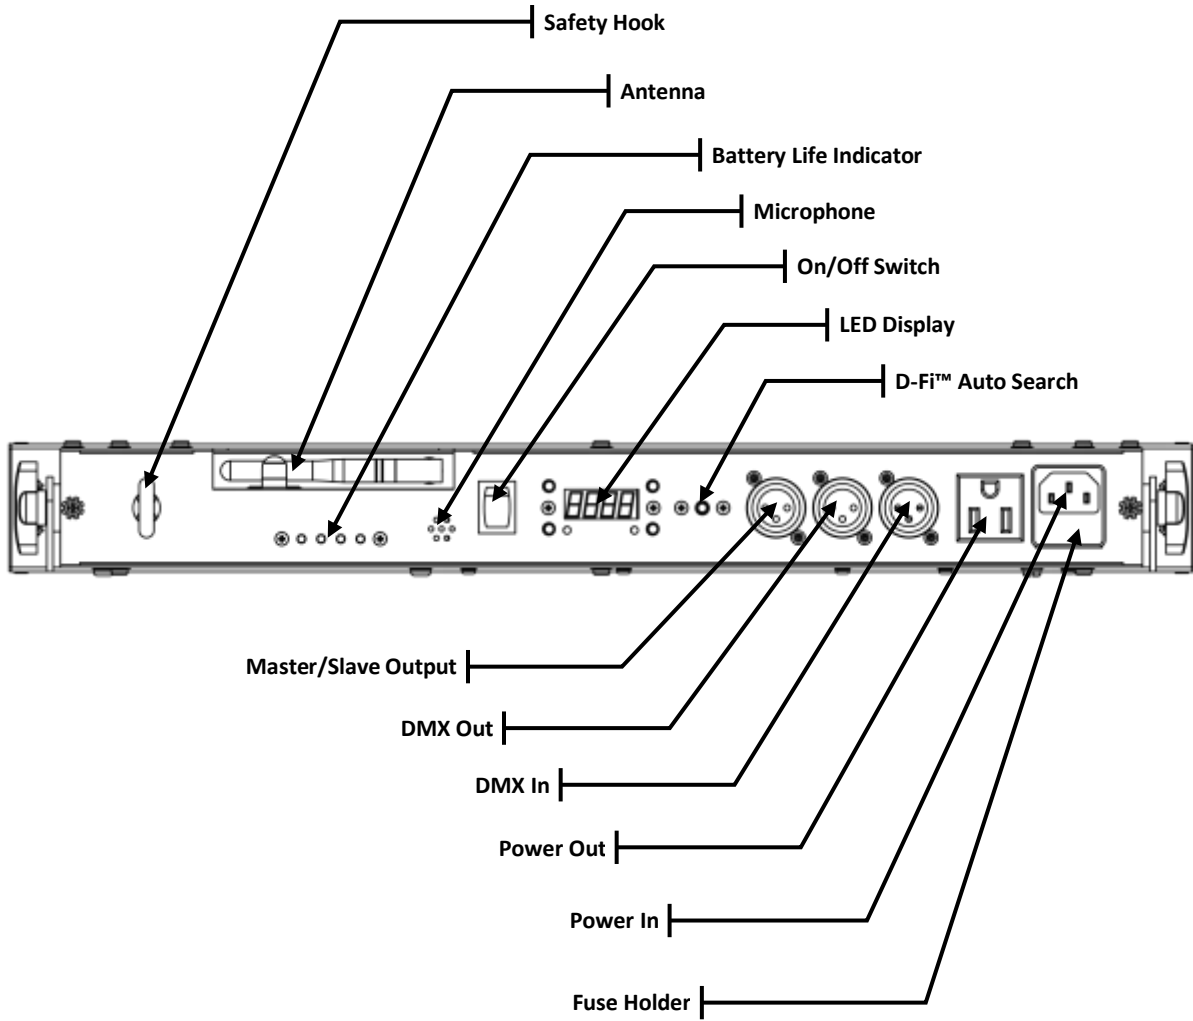 Safety Hook
Antenna
Battery Life Indicator
Microphone
On/Off Switch
LED Display
D-Fi™ Auto Search
Master/Slave Output
DMX Out
DMX In
Power Out
Power In
Fuse Holder